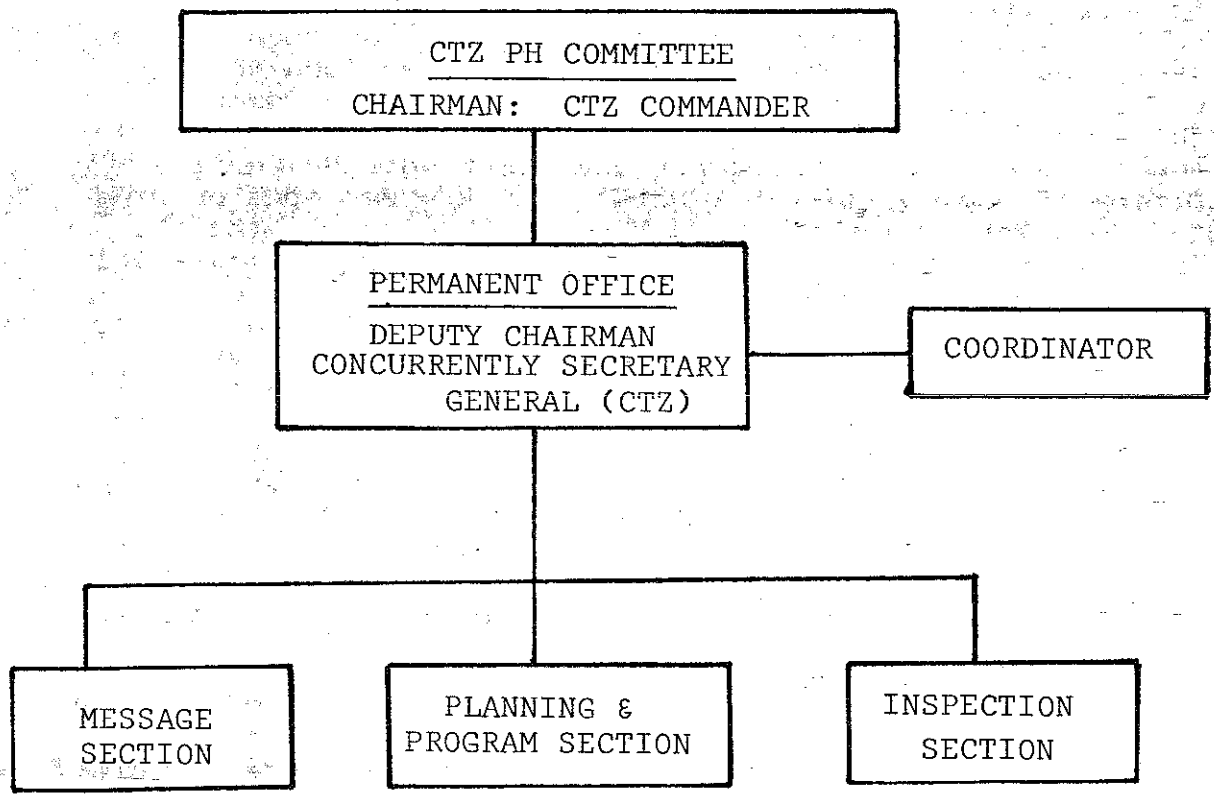 CTZ PH COMMITTEE
CHAIRMAN: CTZ COMMANDER
PERMANENT OFFICE
DEPUTY CHAIRMAN
CONCURRENTLY SECRETARY
GENERAL (CTZ)
COORDINATOR
MESSAGE
SECTION
PLANNING &
PROGRAM SECTION
INSPECTION
SECTION